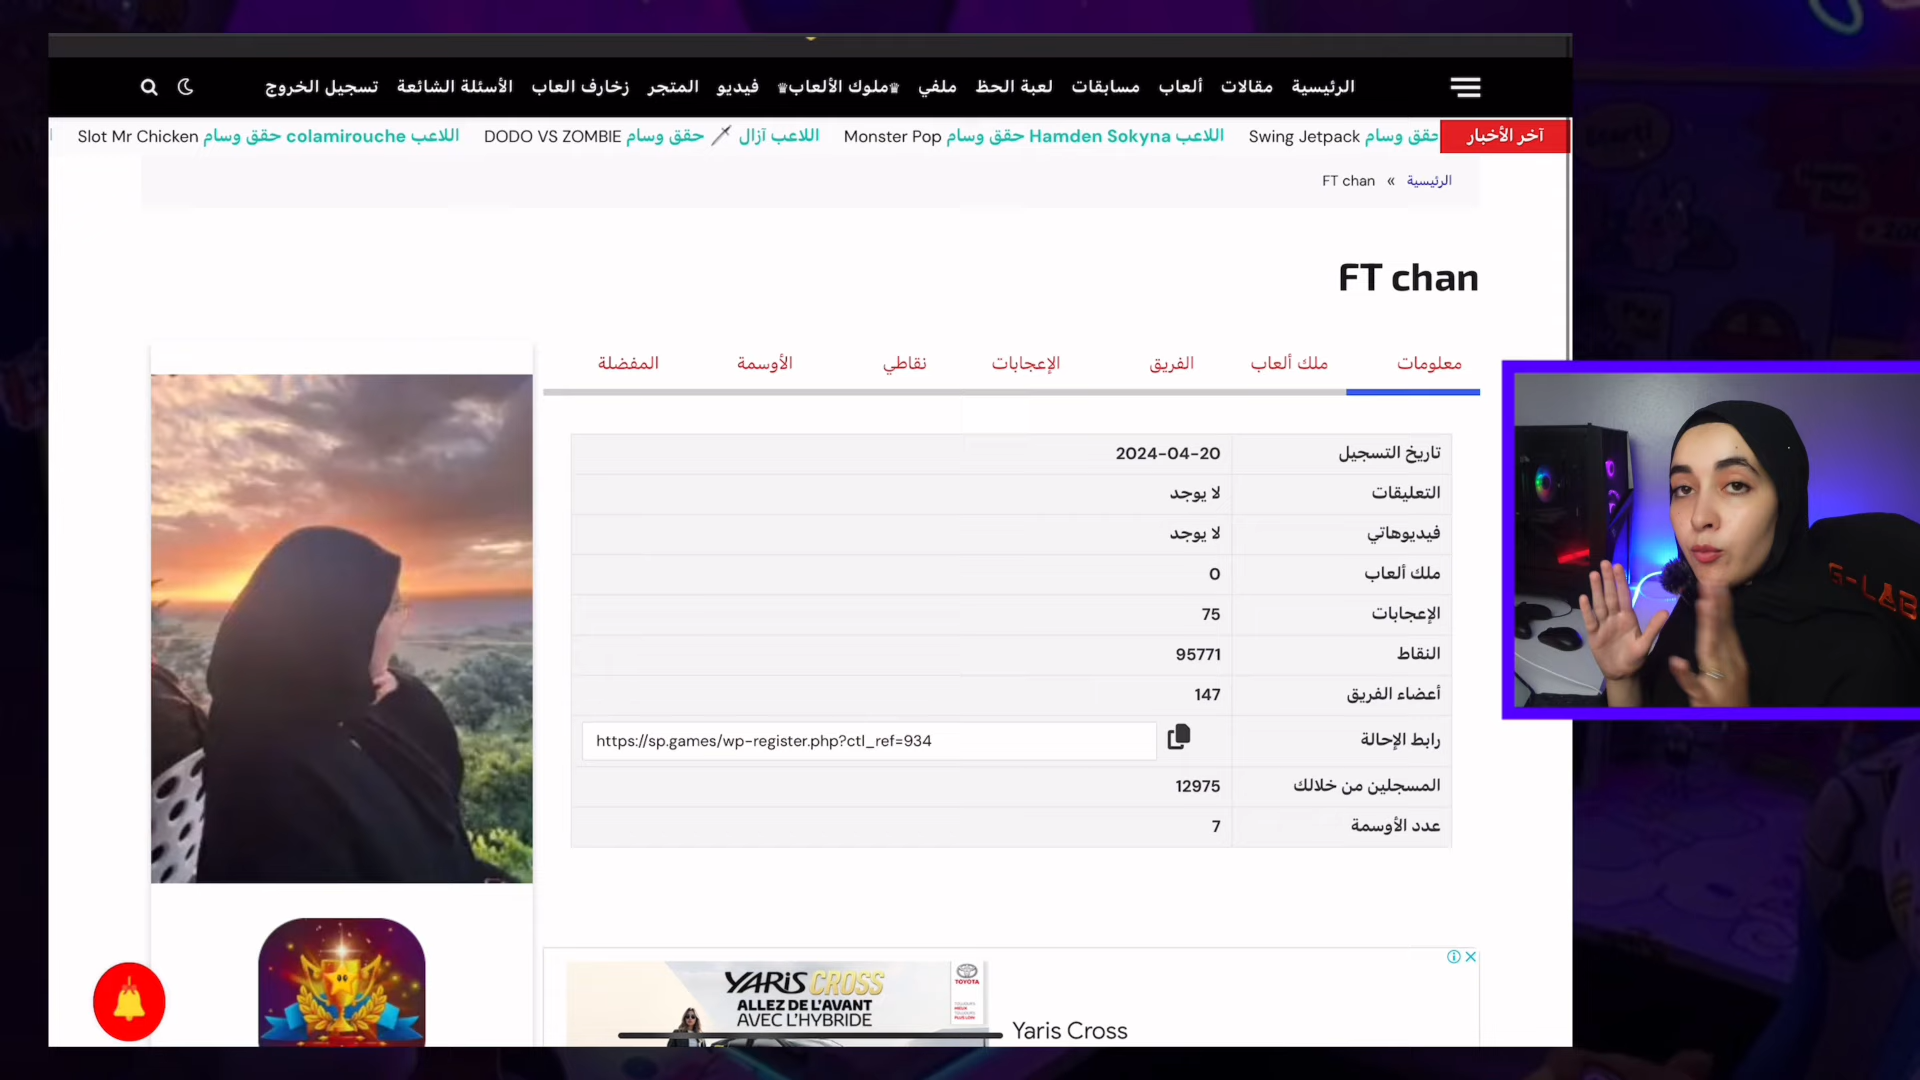 الرئيسية مقالات ألعاب مسابقات لعبة الحظ ملفي ♛ملوك الألعاب♛ فيديو المتجر زخارف العاب الأسئلة الشائعة تسجيل الخروج
آخر الأخبار
حقق وسام Swing Jetpack
اللاعب Hamden Sokyna حقق وسام Monster Pop
اللاعب آزال 🗡 حقق وسام DODO VS ZOMBIE
اللاعب colamirouche حقق وسام Slot Mr Chicken
الرئيسية » FT chan
FT chan
معلومات ملك ألعاب الفريق الإعجابات نقاطي الأوسمة المفضلة
تاريخ التسجيل 2024-04-20
التعليقات لا يوجد
فيديوهاتي لا يوجد
ملك ألعاب 0
الإعجابات 75
النقاط 95771
أعضاء الفريق 147
رابط الإحالة https://sp.games/wp-register.php?ctl_ref=934
المسجلين من خلالك 12975
عدد الأوسمة 7
G-LAB
YARIS CROSS
ALLEZ DE L'AVANT
AVEC L'HYBRIDE
TOYOTA
Yaris Cross